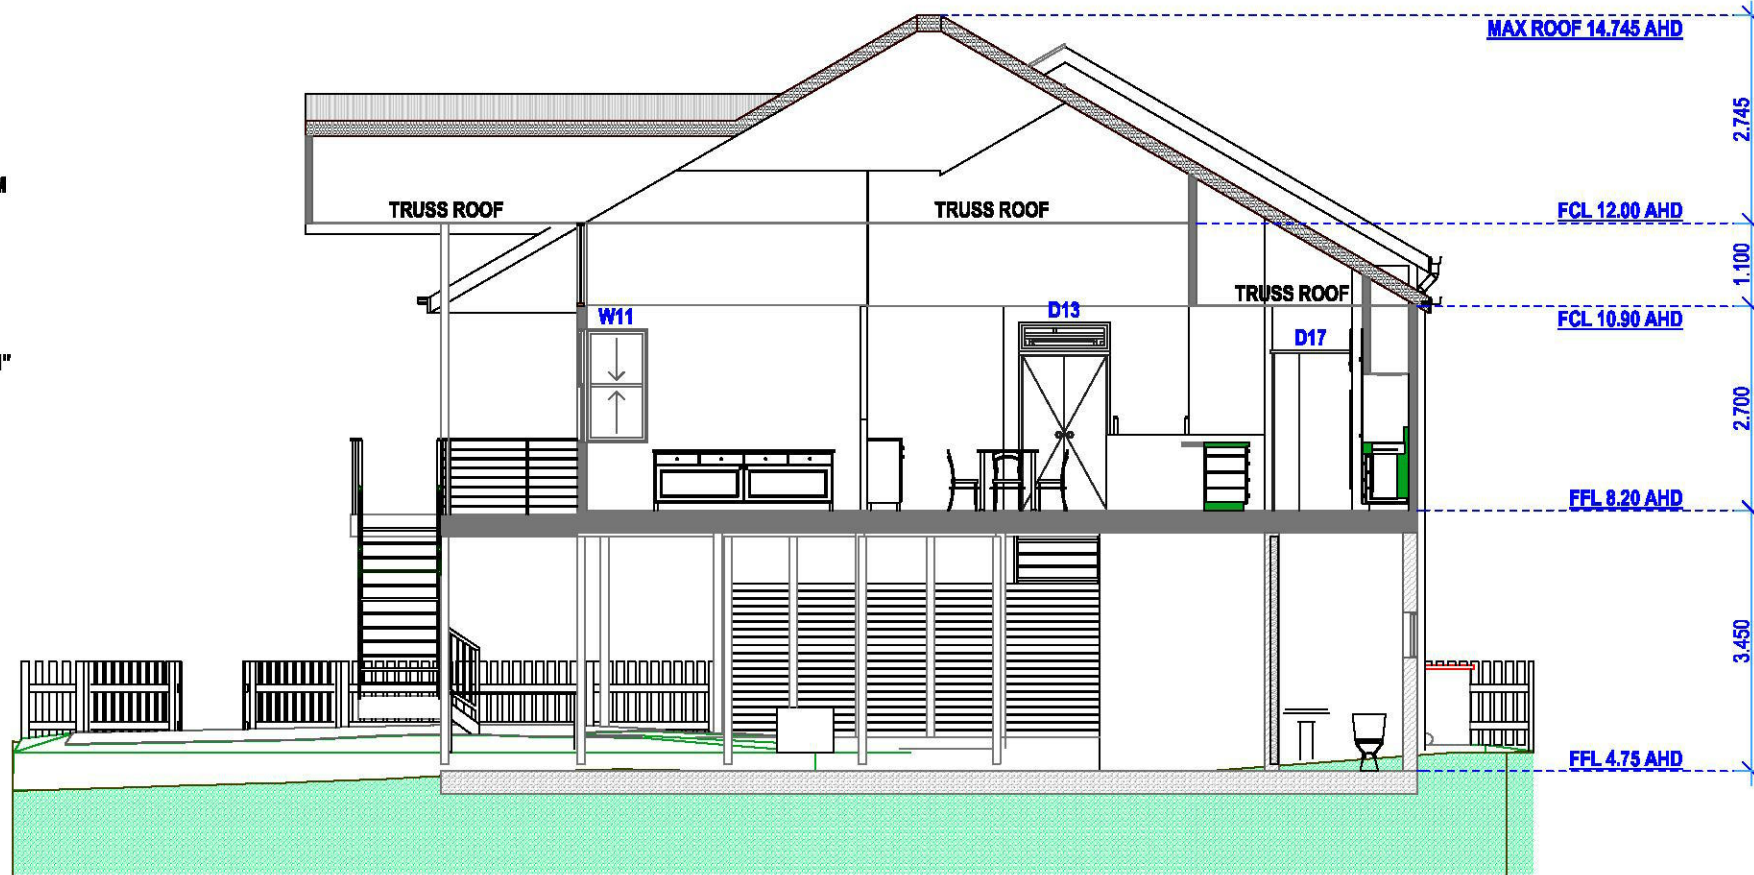 MAX ROOF 14.745 AHD
2.745
TRUSS ROOF
TRUSS ROOF
FCL 12.00 AHD
1.100
TRUSS ROOF
W11
D13
FCL 10.90 AHD
D17
2.700
FFL 8.20 AHD
3.450
FFL 4.75 AHD